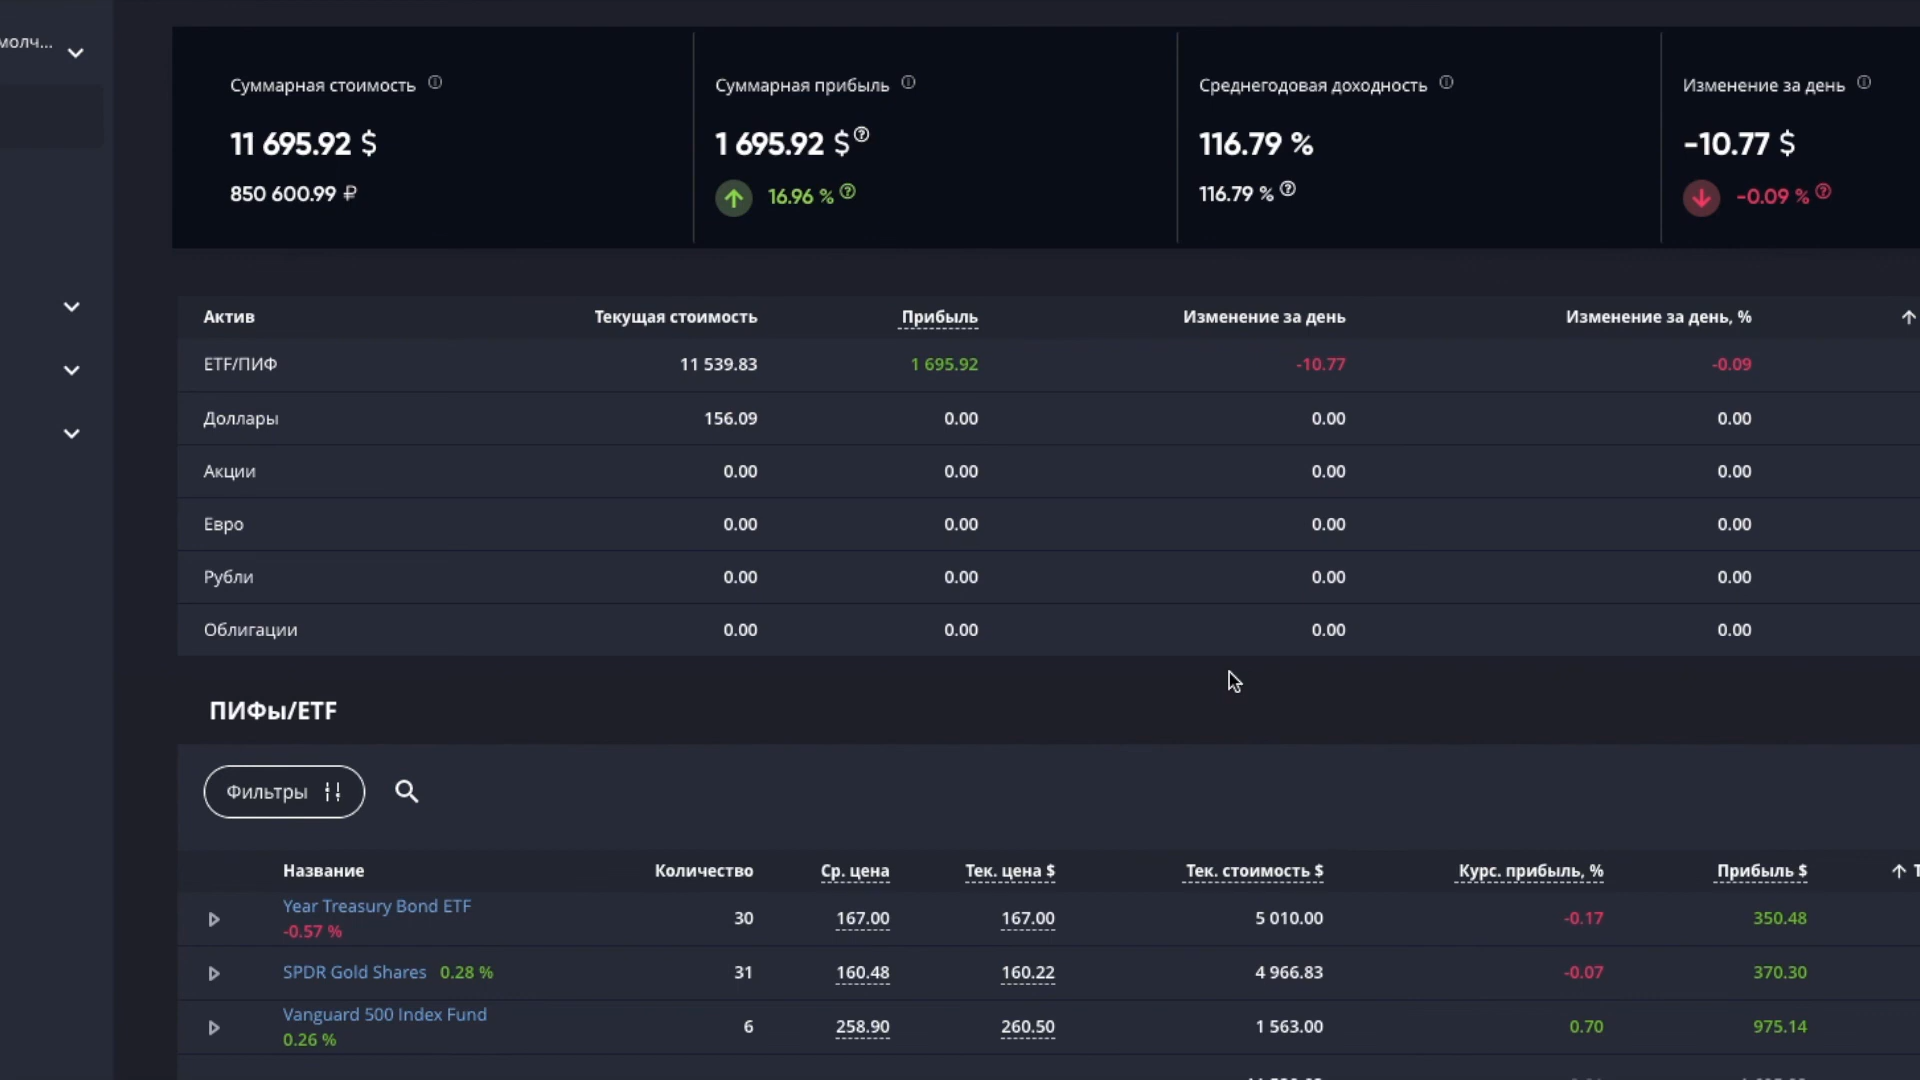 молч...
Суммарная стоимость
11 695.92 $
850 600.99 ₽
Суммарная прибыль
1 695.92 $
16.96 %
Среднегодовая доходность
116.79 %
116.79 %
Изменение за день
-10.77 $
-0.09 %
Актив Текущая стоимость Прибыль Изменение за день Изменение за день, %
ETF/ПИФ 11 539.83 1 695.92 -10.77 -0.09
Доллары 156.09 0.00 0.00 0.00
Акции 0.00 0.00 0.00 0.00
Евро 0.00 0.00 0.00 0.00
Рубли 0.00 0.00 0.00 0.00
Облигации 0.00 0.00 0.00 0.00
ПИФы/ETF
Фильтры
Название Количество Ср. цена Тек. цена $ Тек. стоимость $ Курс. прибыль, % Прибыль $
Year Treasury Bond ETF 30 167.00 167.00 5 010.00 -0.17 350.48
-0.57 %
SPDR Gold Shares 0.28 % 31 160.48 160.22 4 966.83 -0.07 370.30
Vanguard 500 Index Fund 6 258.90 260.50 1 563.00 0.70 975.14
0.26 %